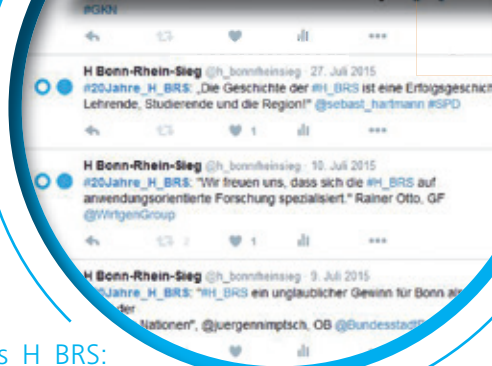 #GKN
H Bonn-Rhein-Sieg @h_bonnrheinsieg · 27. Juli 2015
#20Jahre_H_BRS: „Die Geschichte der #H_BRS ist eine Erfolgsgeschich
Lehrende, Studierende und die Region!" @sebast_hartmann #SPD
1
H Bonn-Rhein-Sieg @h_bonnrheinsieg · 10. Juli 2015
#20Jahre_H_BRS: "Wir freuen uns, dass sich die #H_BRS auf
anwendungsorientierte Forschung spezialisiert." Rainer Otto, GF
@WirtgenGroup
2 1
H Bonn-Rhein-Sieg @h_bonnrheinsieg · 9. Juli 2015
20Jahre_H_BRS: "#H_BRS ein unglaublicher Gewinn für Bonn als
der
Nationen", @juergennimptsch, OB @Bundesstadt
s H BRS: